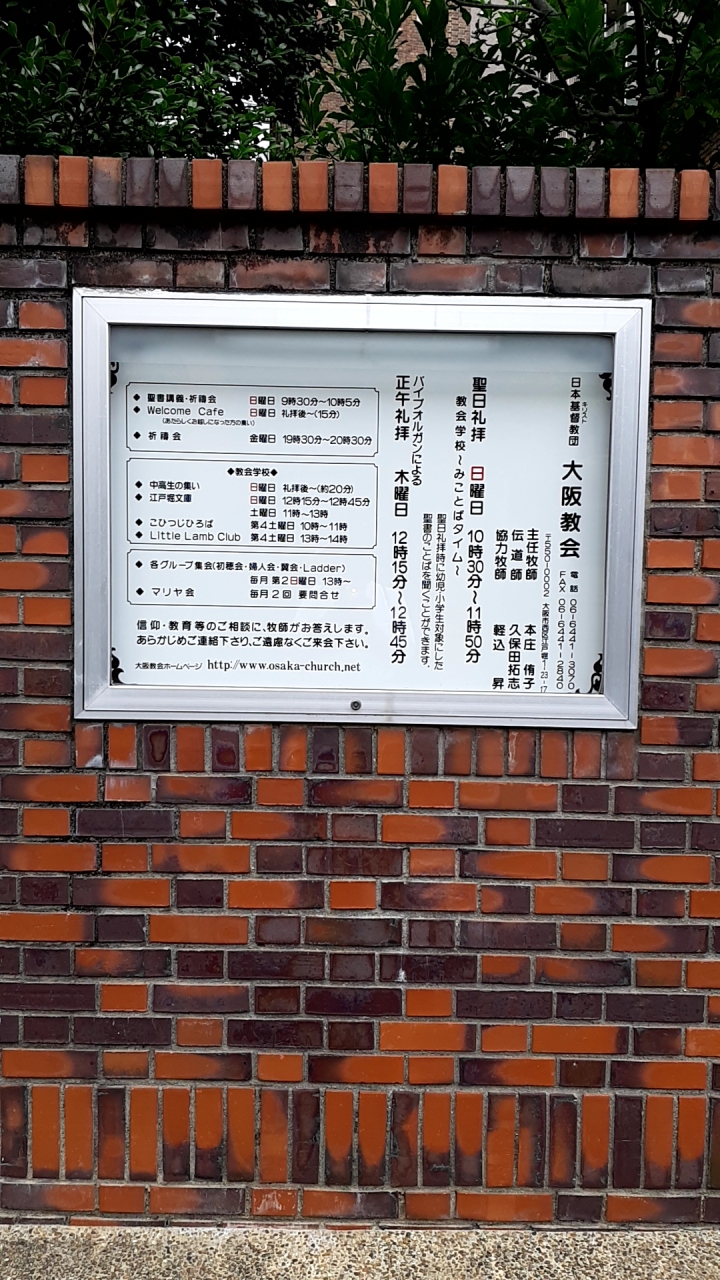 日本基督教団 大阪教会
キリスト
電話 06-6441-3070
FAX 06-6441-2840
〒550-0002 大阪市西区江戸堀1-23-17
主任牧師 本庄侑子
伝道師 久保田拓志
協力牧師 軽込昇
聖日礼拝 日曜日 10時30分〜11時50分
教会学校〜みことばタイム〜
聖日礼拝時に幼児・小学生対象にした
聖書のことばを聞くことができます。
パイプオルガンによる
正午礼拝 木曜日 12時15分〜12時45分
◆ 聖書講義・祈祷会 日曜日 9時30分〜10時5分
◆ Welcome Cafe 日曜日 礼拝後〜(15分)
(あたらしくお越しになった方の集い)
◆ 祈祷会 金曜日 19時30分〜20時30分
◆教会学校◆
◆ 中高生の集い 日曜日 礼拝後〜(約20分)
◆ 江戸堀文庫 日曜日 12時15分〜12時45分
土曜日 11時〜13時
◆ こひつじひろば 第4土曜日 10時〜11時
◆ Little Lamb Club 第4土曜日 13時〜14時
◆ 各グループ集会(初穂会・婦人会・翼会・Ladder)
毎月 第2日曜日 13時〜
◆ マリヤ会 毎月2回 要問合せ
信仰・教育等のご相談に、牧師がお答えします。
あらかじめご連絡下さり、ご遠慮なくご来会下さい。
大阪教会ホームページ http://www.osaka-church.net